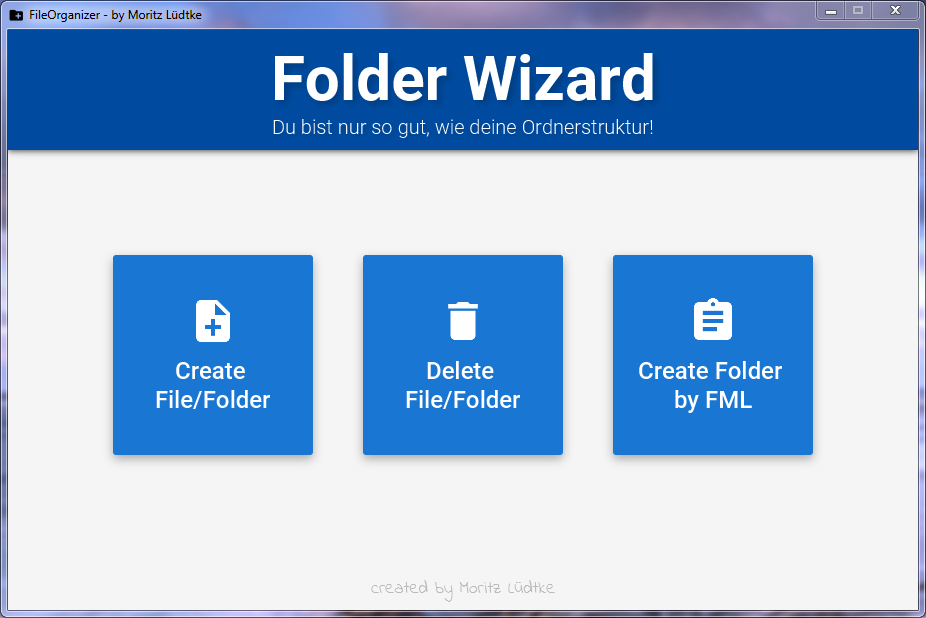 FileOrganizer - by Moritz Lüdtke
Folder Wizard
Du bist nur so gut, wie deine Ordnerstruktur!
Create
File/Folder
Delete
File/Folder
Create Folder
by FML
created by Moritz Lüdtke